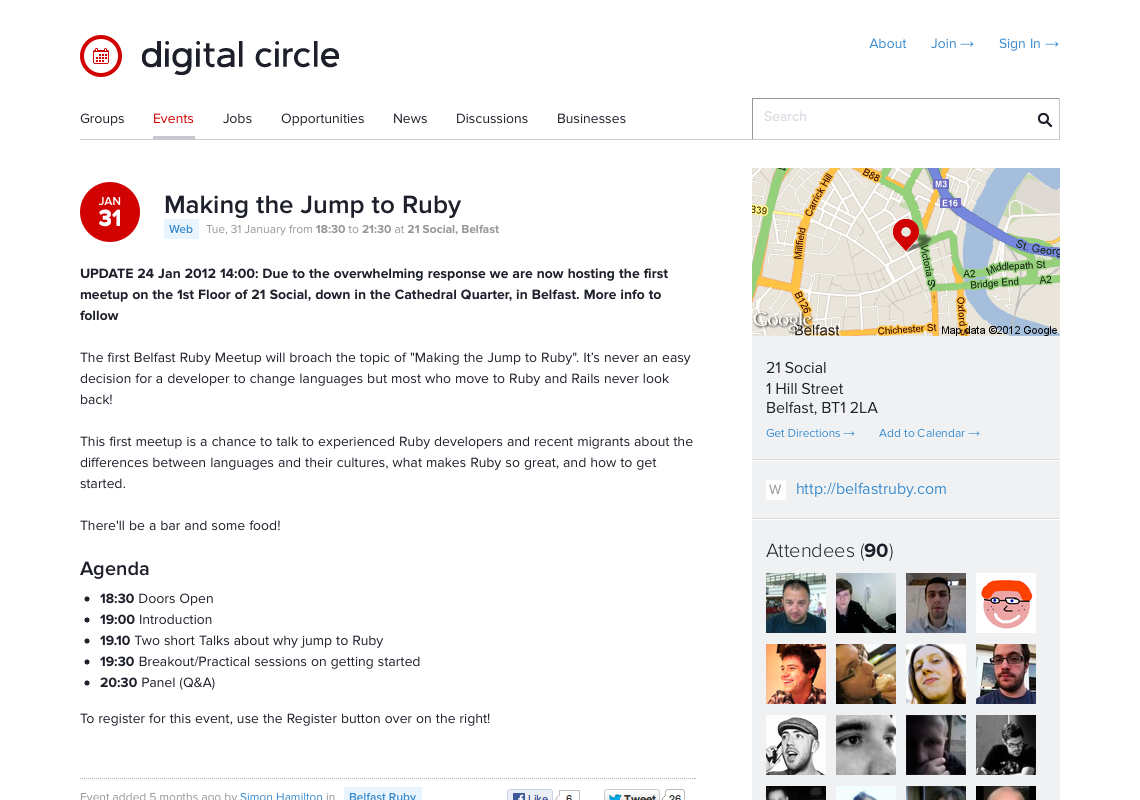 digital circle
About Join → Sign In →
Groups Events Jobs Opportunities News Discussions Businesses
Search
JAN
31
Making the Jump to Ruby
Web Tue, 31 January from 18:30 to 21:30 at 21 Social, Belfast
UPDATE 24 Jan 2012 14:00: Due to the overwhelming response we are now hosting the first
meetup on the 1st Floor of 21 Social, down in the Cathedral Quarter, in Belfast. More info to
follow
The first Belfast Ruby Meetup will broach the topic of "Making the Jump to Ruby". It's never an easy
decision for a developer to change languages but most who move to Ruby and Rails never look
back!
This first meetup is a chance to talk to experienced Ruby developers and recent migrants about the
differences between languages and their cultures, what makes Ruby so great, and how to get
started.
There'll be a bar and some food!
Agenda
• 18:30 Doors Open
• 19:00 Introduction
• 19.10 Two short Talks about why jump to Ruby
• 19:30 Breakout/Practical sessions on getting started
• 20:30 Panel (Q&A)
To register for this event, use the Register button over on the right!
Event added 5 months ago by Simon Hamilton in Belfast Ruby
Like 6 Tweet 26
B88
M3
E16
B39
Carrick Hill
Millfield
Victoria S
St. Georg
A2
Middlepath St
Bridge End
A2
B126
Oxford S
Google
Belfast
Chichester St
Map data ©2012 Google
21 Social
1 Hill Street
Belfast, BT1 2LA
Get Directions → Add to Calendar →
W http://belfastruby.com
Attendees (90)